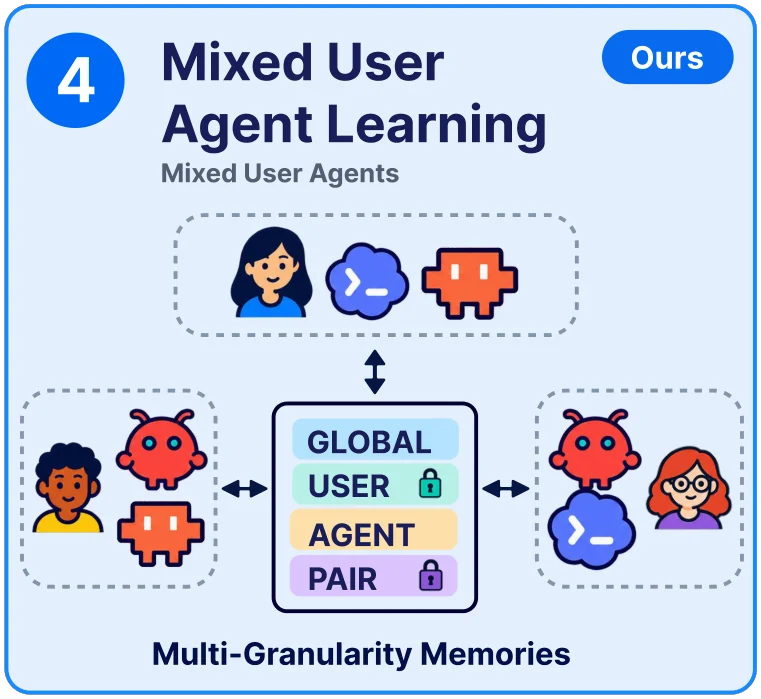 4
Mixed User
Agent Learning
Ours
Mixed User Agents
GLOBAL
USER
AGENT
PAIR
Multi-Granularity Memories